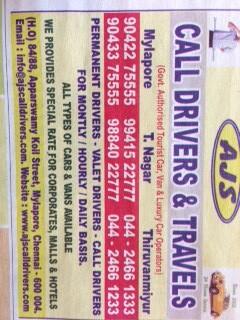 AJS
Since 2002
CALL DRIVERS & TRAVELS
(Govt. Authorised Tourist Car, Van & Luxury Car Operators)
Mylapore T. Nagar Thiruvanmiyur
90422 75555 99415 22777 044 - 2466 1333
90433 75555 98840 22777 044 - 2466 1233
PERMANENT DRIVERS - VALET DRIVERS - CALL DRIVERS
FOR MONTLY / HOURLY / DAILY BASIS.
ALL TYPES OF CARS & VANS AVAILABLE
WE PROVIDES SPECIAL RATE FOR CORPORATES, MALLS & HOTELS
(H.O) 84/88, Apparswamy Koil Street, Mylapore, Chennai - 600 004.
Email : info@ajscalldrivers.com. Website : www.ajscalldrivers.com